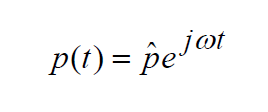 p(t) = p̂e^{jωt}